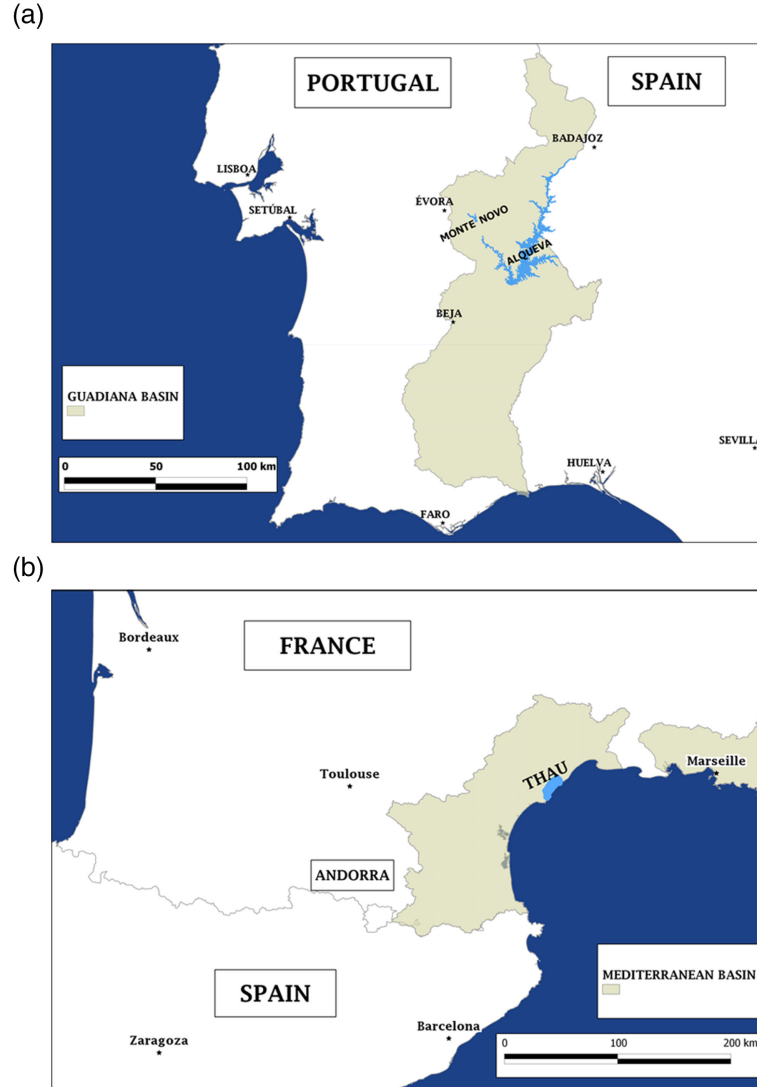 (a)
PORTUGAL
SPAIN
BADAJOZ
LISBOA
ÉVORA
SETÚBAL
MONTE NOVO
ALQUEVA
BEJA
GUADIANA BASIN
SEVILLA
0 50 100 km
HUELVA
FARO
(b)
Bordeaux
FRANCE
THAU
Marseille
Toulouse
ANDORRA
MEDITERRANEAN BASIN
SPAIN
Barcelona
Zaragoza
0 100 200 km